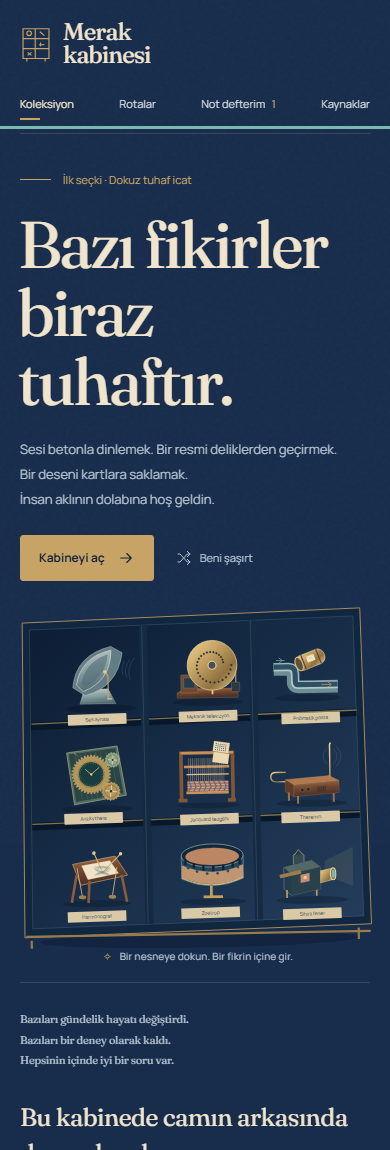 Merak
kabinesi
Koleksiyon Rotalar Not defterim 1 Kaynaklar
İlk seçki · Dokuz tuhaf icat
Bazı fikirler
biraz
tuhaftır.
Sesi betonla dinlemek. Bir resmi deliklerden geçirmek.
Bir deseni kartlara saklamak.
İnsan aklının dolabına hoş geldin.
Kabineyi aç → Beni şaşırt
Ses aynası Mekanik televizyon Pnömatik posta
Antikythera Jakarlı tezgâh Theremin
Harmonograf Zoetrop Sihirli fener
Bir nesneye dokun. Bir fikrin içine gir.
Bazıları gündelik hayatı değiştirdi.
Bazıları bir deney olarak kaldı.
Hepsinin içinde iyi bir soru var.
Bu kabinede camın arkasında